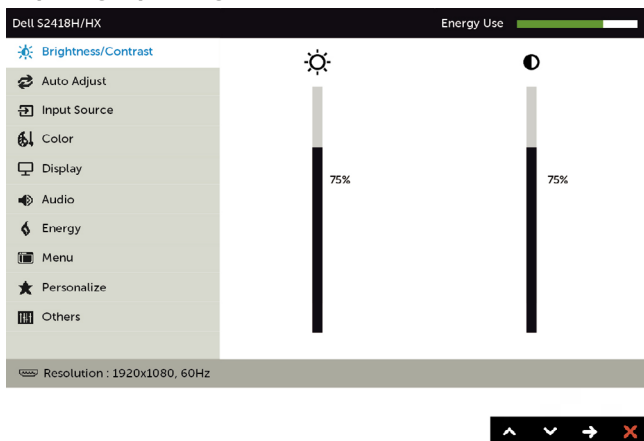 Dell S2418H/HX Energy Use
Brightness/Contrast
Auto Adjust
Input Source
Color
Display
75% 75%
Audio
Energy
Menu
Personalize
Others
Resolution : 1920x1080, 60Hz